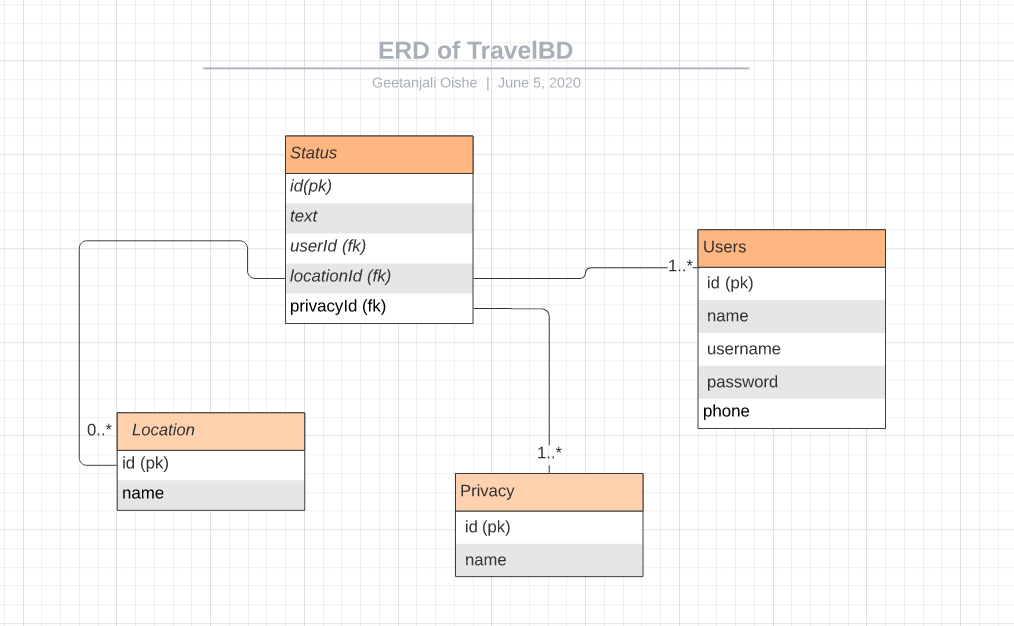 ERD of TravelBD
Geetanjali Oishe | June 5, 2020
Status
id(pk)
text
userId (fk)
locationId (fk)
privacyId (fk)
Users
1..*
id (pk)
name
username
password
phone
0..*
Location
id (pk)
name
1..*
Privacy
id (pk)
name